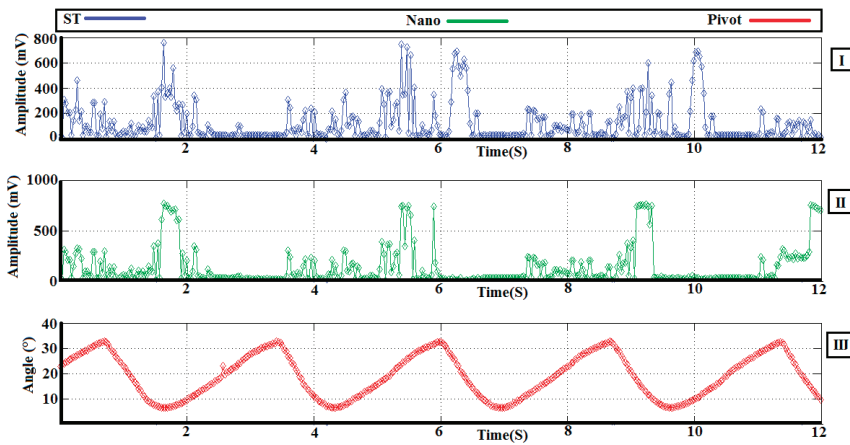 ST Nano Pivot
800
600
400
200
0
Amplitude (mV)
I
2 4 6 8 10 12
Time(S)
1000
500
0
Amplitude (mV)
II
2 4 6 8 10 12
Time(S)
40
30
20
10
Angle (°)
III
2 4 6 8 10 12
Time(S)